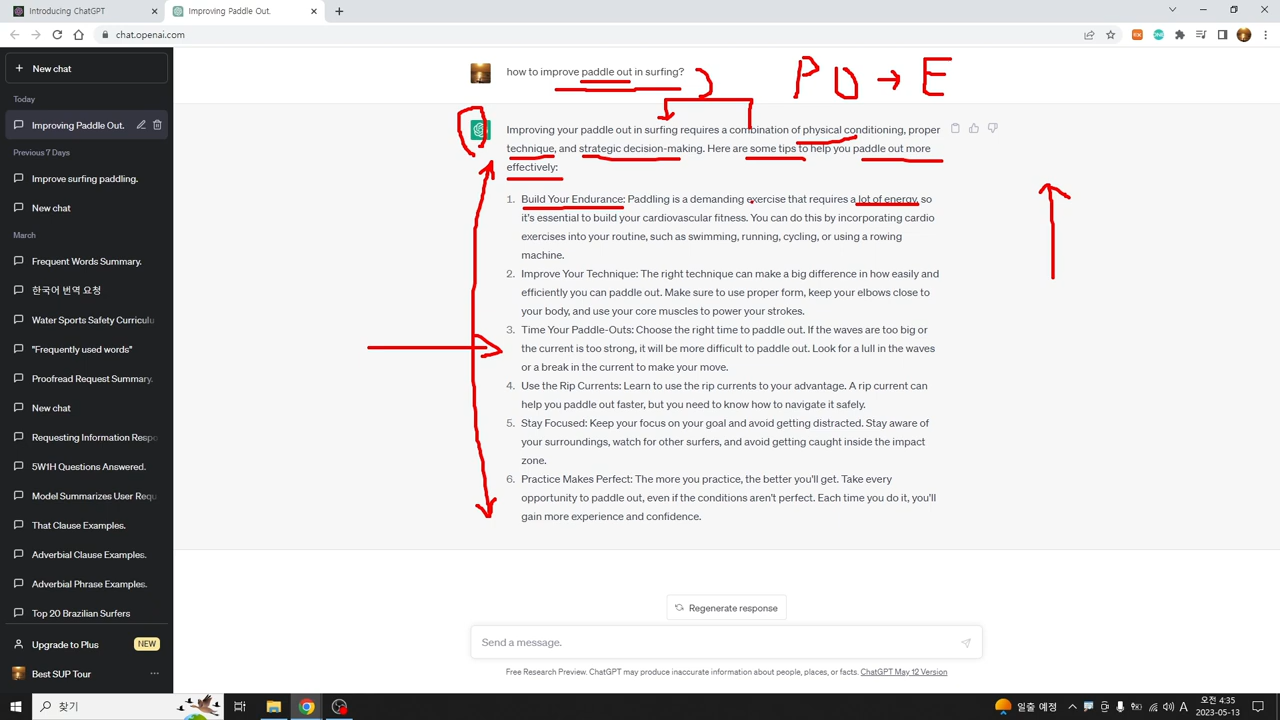 Introducing ChatGPT
Improving Paddle Out.
chat.openai.com
New chat
Today
Improving Paddle Out.
Previous 7 Days
Improve surfing paddling.
New chat
March
Frequent Words Summary.
한국어 번역 요청
Water Sports Safety Curriculu
"Frequently used words"
Proofread Request Summary.
New chat
Requesting Information Respo
5W1H Questions Answered.
Model Summarizes User Requ
That Clause Examples.
Adverbial Clause Examples.
Adverbial Phrase Examples.
Top 20 Brazilian Surfers
Upgrade to Plus NEW
Best SUP Tour
how to improve paddle out in surfing?
PO → E
Improving your paddle out in surfing requires a combination of physical conditioning, proper
technique, and strategic decision-making. Here are some tips to help you paddle out more
effectively:
1. Build Your Endurance: Paddling is a demanding exercise that requires a lot of energy, so
it's essential to build your cardiovascular fitness. You can do this by incorporating cardio
exercises into your routine, such as swimming, running, cycling, or using a rowing
machine.
2. Improve Your Technique: The right technique can make a big difference in how easily and
efficiently you can paddle out. Make sure to use proper form, keep your elbows close to
your body, and use your core muscles to power your strokes.
3. Time Your Paddle-Outs: Choose the right time to paddle out. If the waves are too big or
the current is too strong, it will be more difficult to paddle out. Look for a lull in the waves
or a break in the current to make your move.
4. Use the Rip Currents: Learn to use the rip currents to your advantage. A rip current can
help you paddle out faster, but you need to know how to navigate it safely.
5. Stay Focused: Keep your focus on your goal and avoid getting distracted. Stay aware of
your surroundings, watch for other surfers, and avoid getting caught inside the impact
zone.
6. Practice Makes Perfect: The more you practice, the better you'll get. Take every
opportunity to paddle out, even if the conditions aren't perfect. Each time you do it, you'll
gain more experience and confidence.
Regenerate response
Send a message.
Free Research Preview. ChatGPT may produce inaccurate information about people, places, or facts. ChatGPT May 12 Version
찾기
일몰 예정
A
오전 4:35
2023-05-13